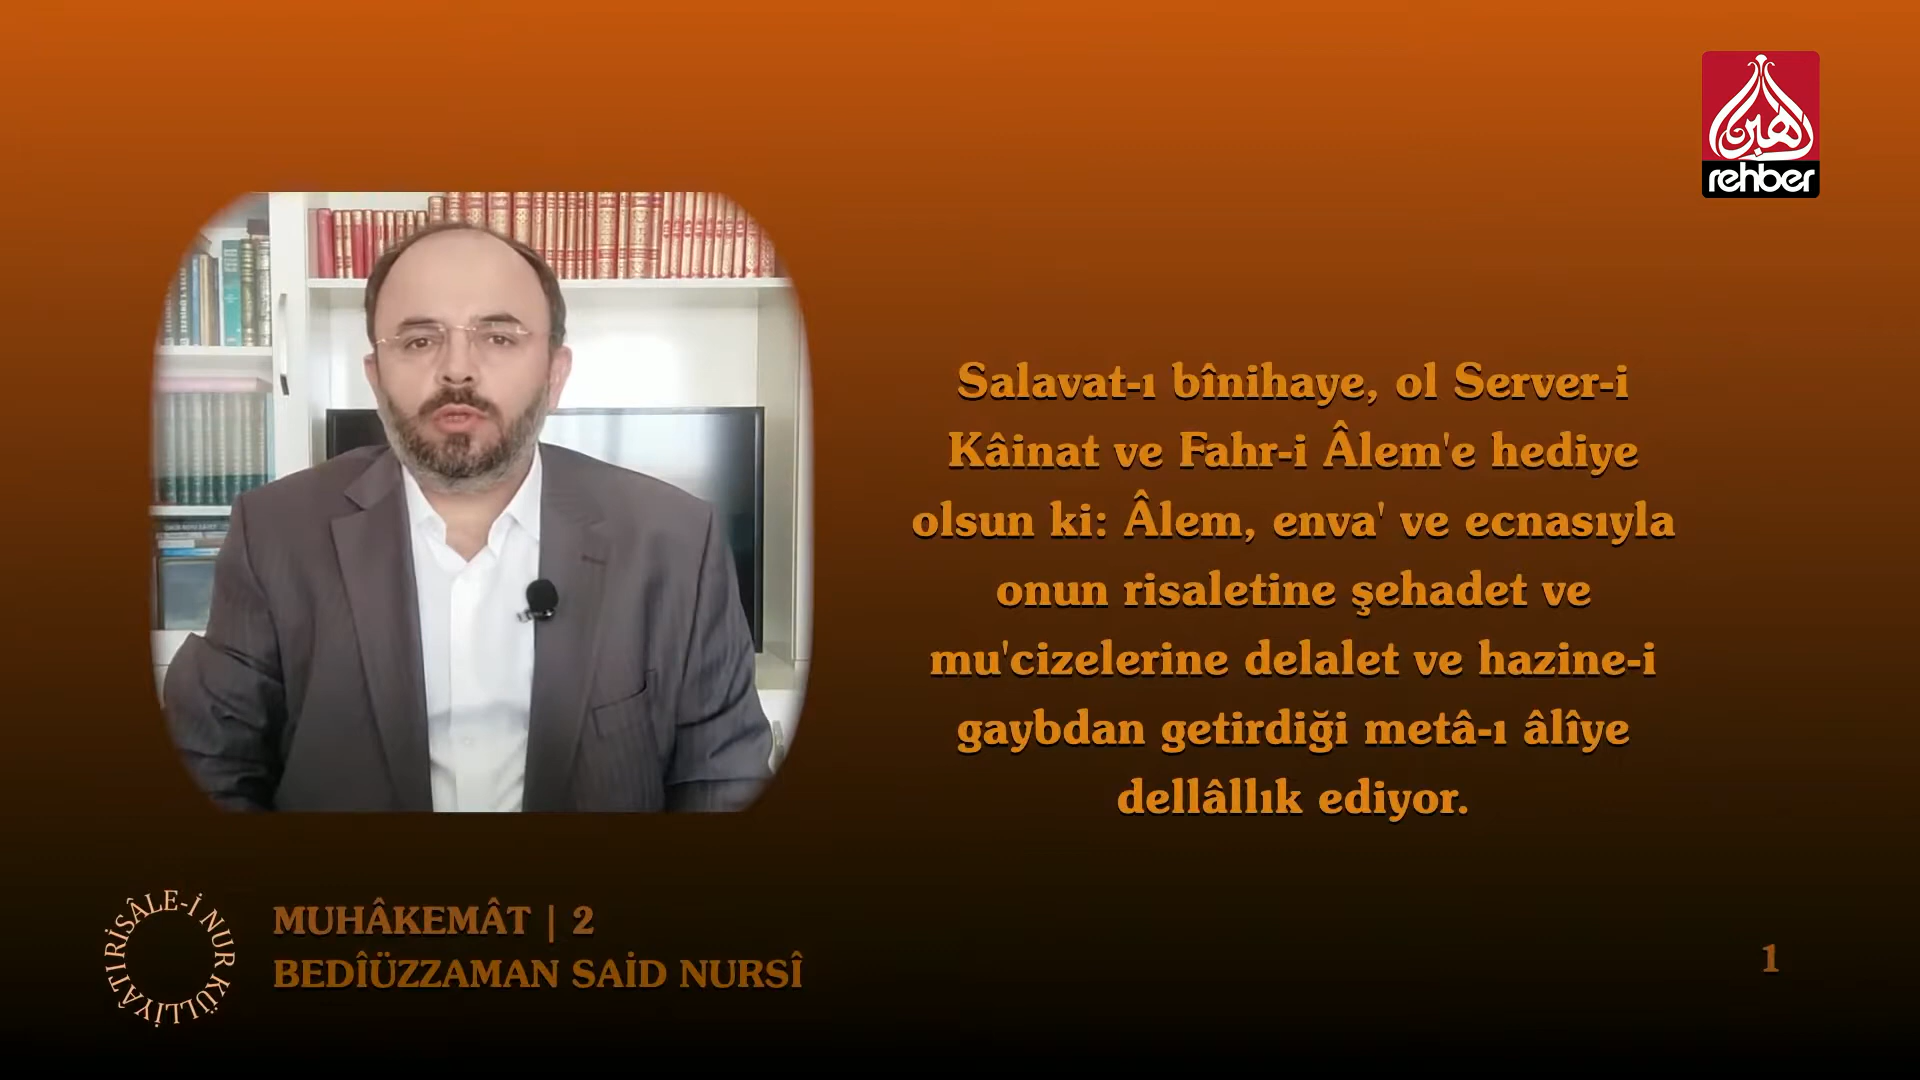 رهبر
rehber
Salavat-ı bînihaye, ol Server-i
Kâinat ve Fahr-i Âlem'e hediye
olsun ki: Âlem, enva' ve ecnasıyla
onun risaletine şehadet ve
mu'cizelerine delalet ve hazine-i
gaybdan getirdiği metâ-ı âlîye
dellâllık ediyor.
RİSÂLE-İ NUR KÜLLİYÂTI
MUHÂKEMÂT | 2
BEDÎÜZZAMAN SAİD NURSÎ
1